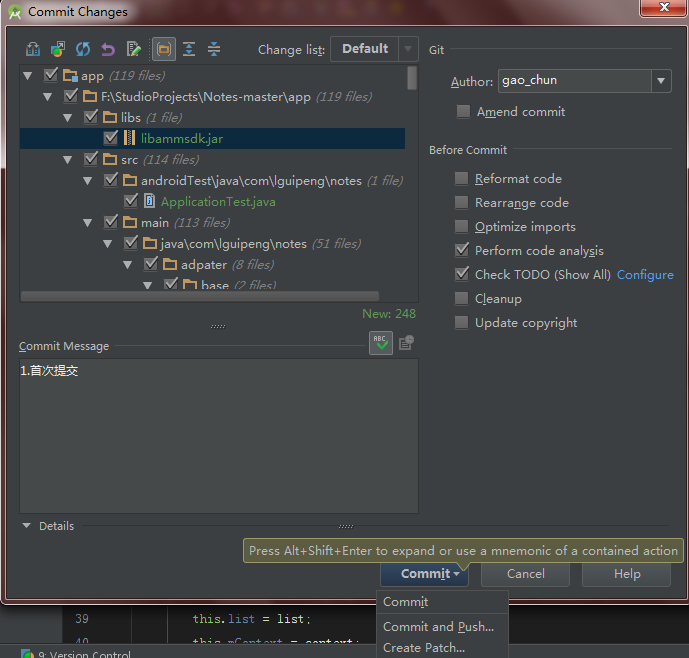 Commit Changes
Change list: Default
Git
app (119 files)
F:\StudioProjects\Notes-master\app (119 files)
libs (1 file)
libammsdk.jar
src (114 files)
androidTest\java\com\lguipeng\notes (1 file)
ApplicationTest.java
main (113 files)
java\com\lguipeng\notes (51 files)
adpater (8 files)
base (2 files)
New: 248
Author: gao_chun
Amend commit
Before Commit
Reformat code
Rearrange code
Optimize imports
Perform code analysis
Check TODO (Show All) Configure
Cleanup
Update copyright
Commit Message
ABC
1.首次提交
Details
Press Alt+Shift+Enter to expand or use a mnemonic of a contained action
Commit Cancel Help
Commit
Commit and Push...
Create Patch...
39 this.list = list;
40 this.mContext = context;
9: Version Control